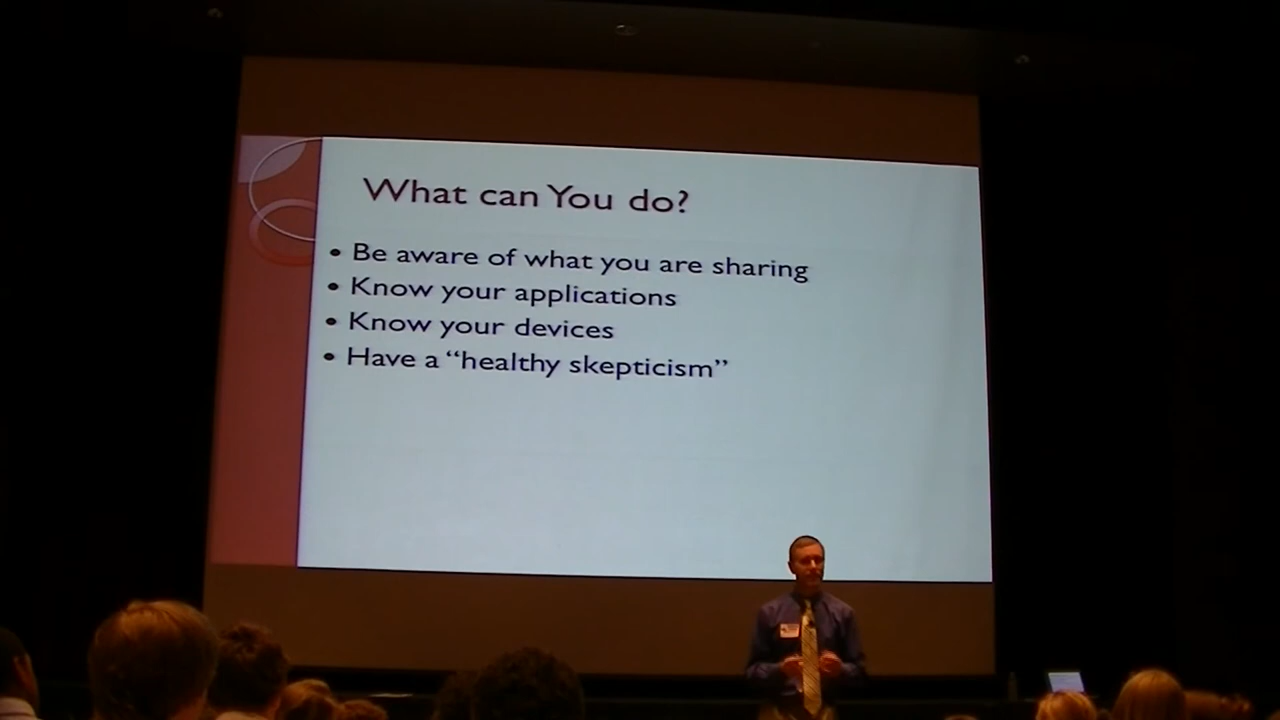 What can You do?
• Be aware of what you are sharing
• Know your applications
• Know your devices
• Have a “healthy skepticism”